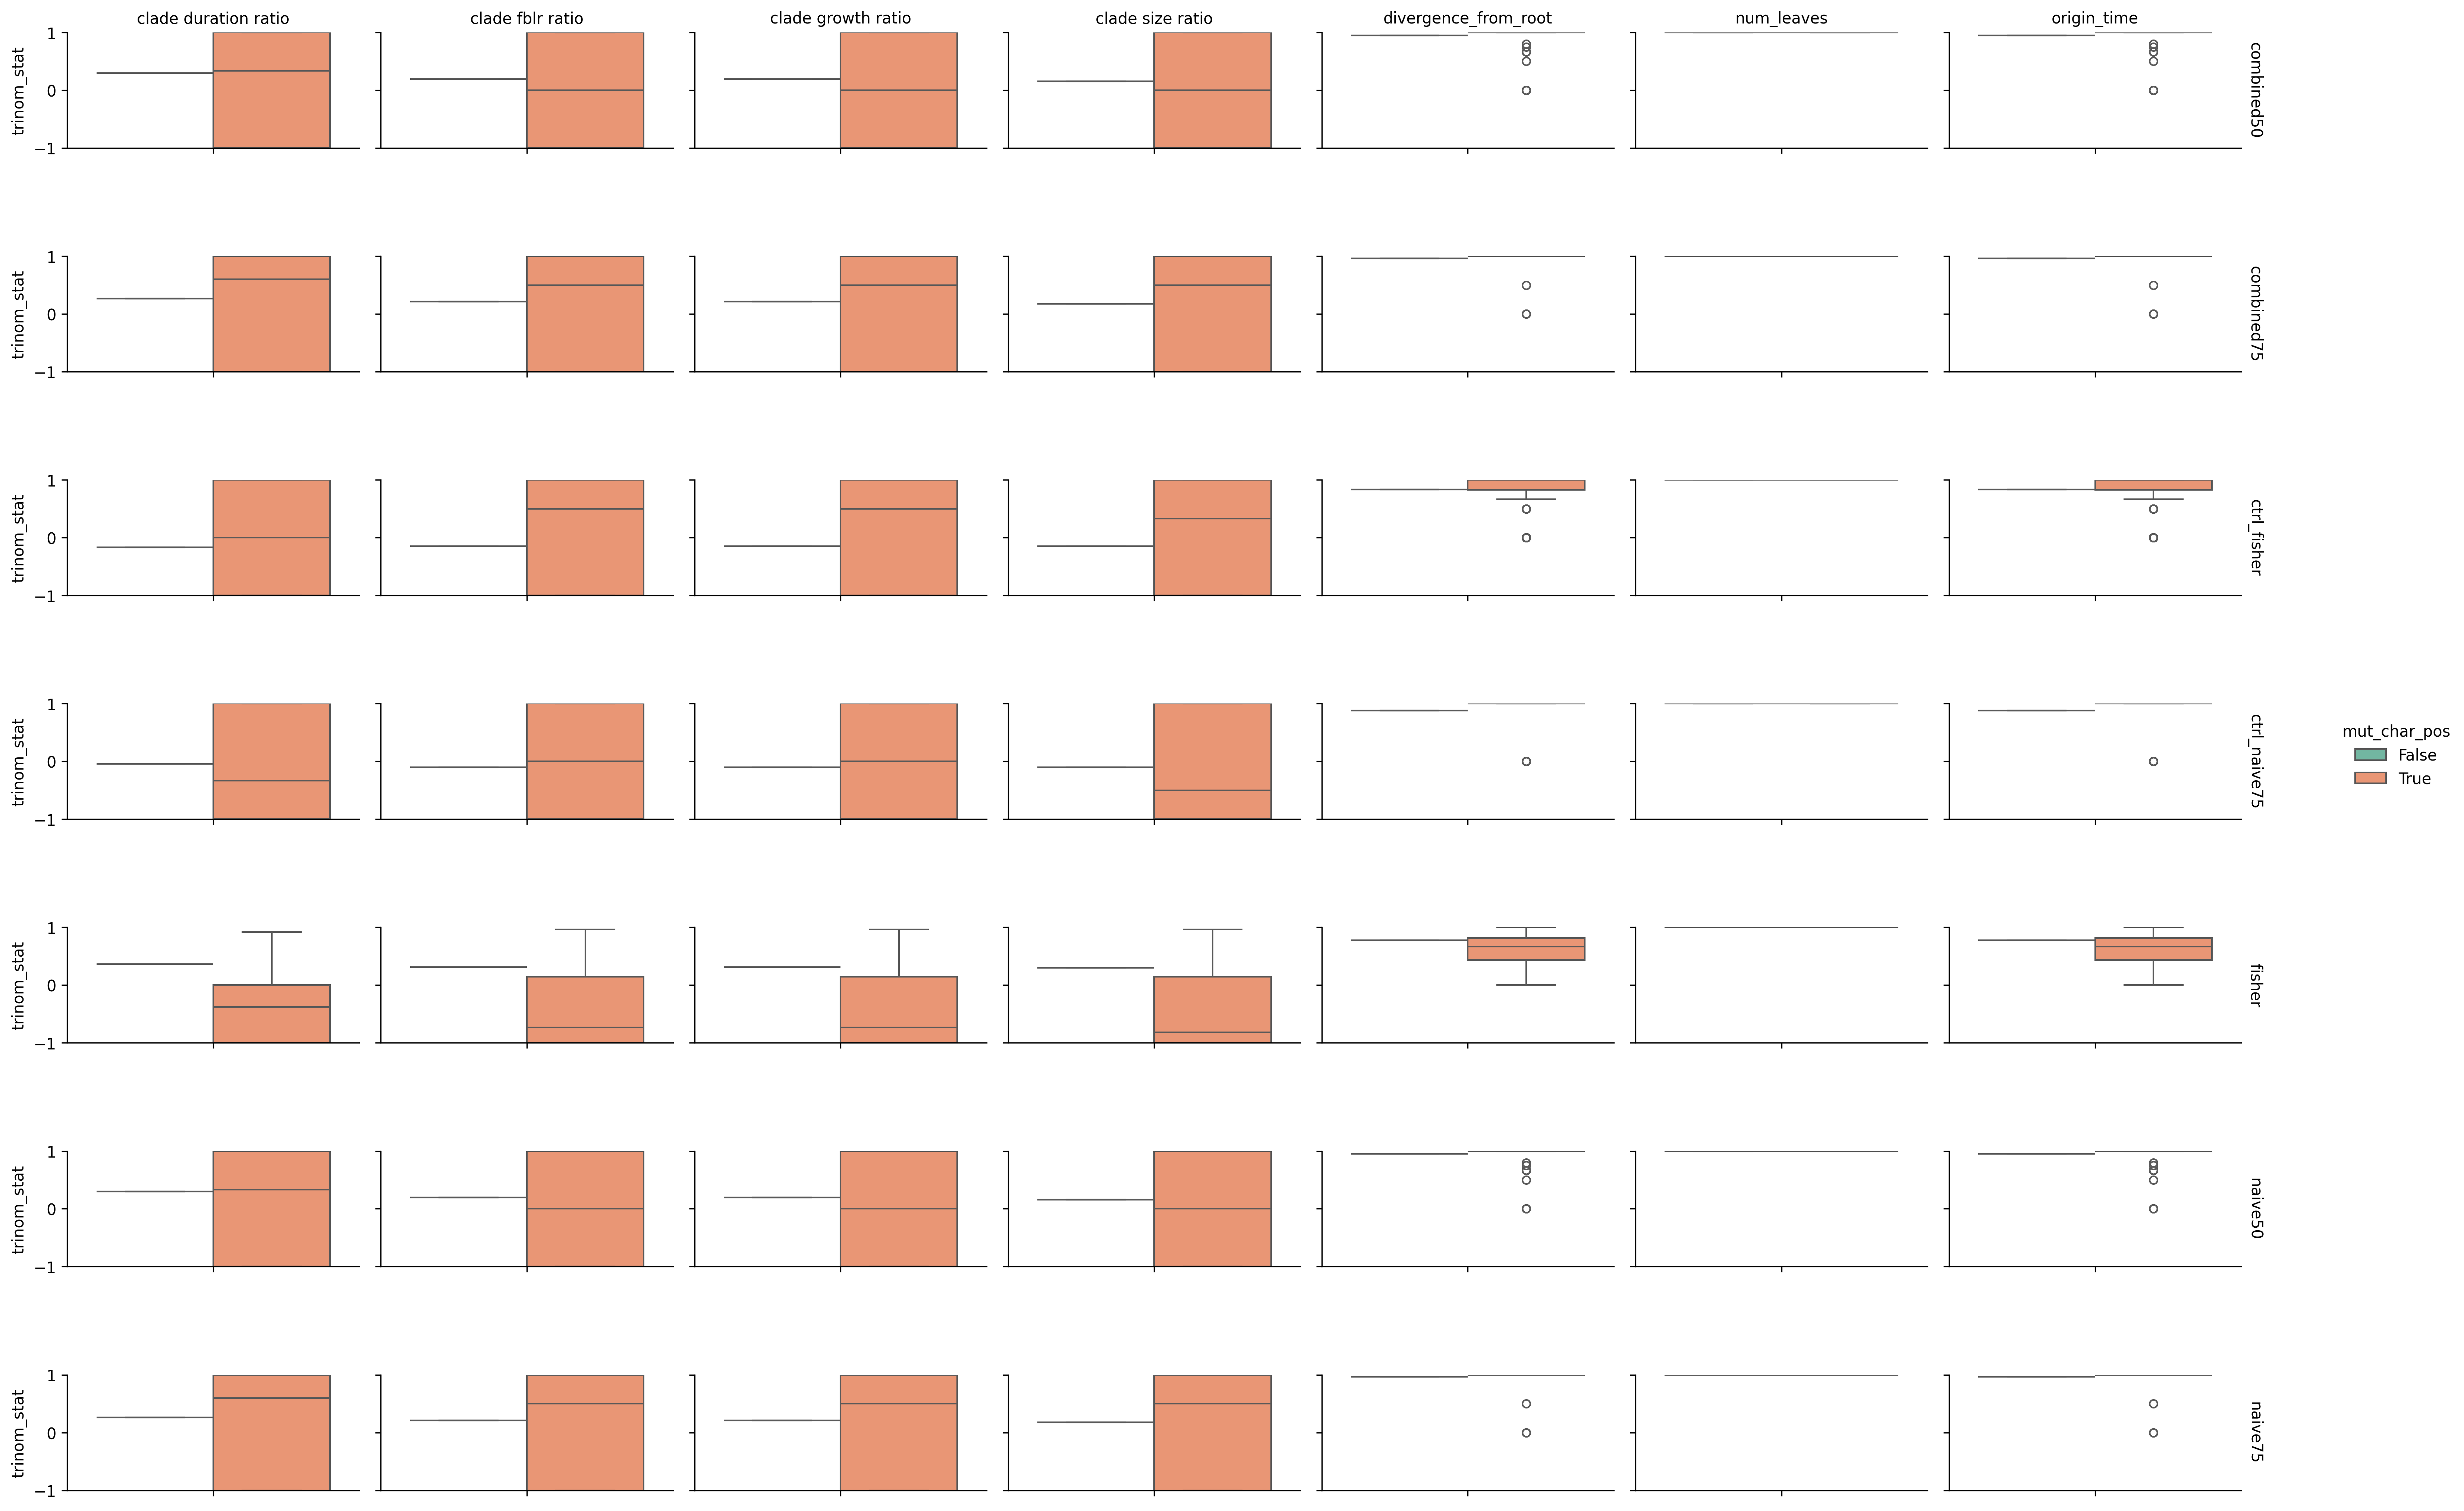 clade duration ratio
clade fblr ratio
clade growth ratio
clade size ratio
divergence_from_root
num_leaves
origin_time
trinom_stat
1
0
−1
combined50
trinom_stat
1
0
−1
combined75
trinom_stat
1
0
−1
ctrl_fisher
trinom_stat
1
0
−1
ctrl_naive75
mut_char_pos
False
True
trinom_stat
1
0
−1
fisher
trinom_stat
1
0
−1
naive50
trinom_stat
1
0
−1
naive75